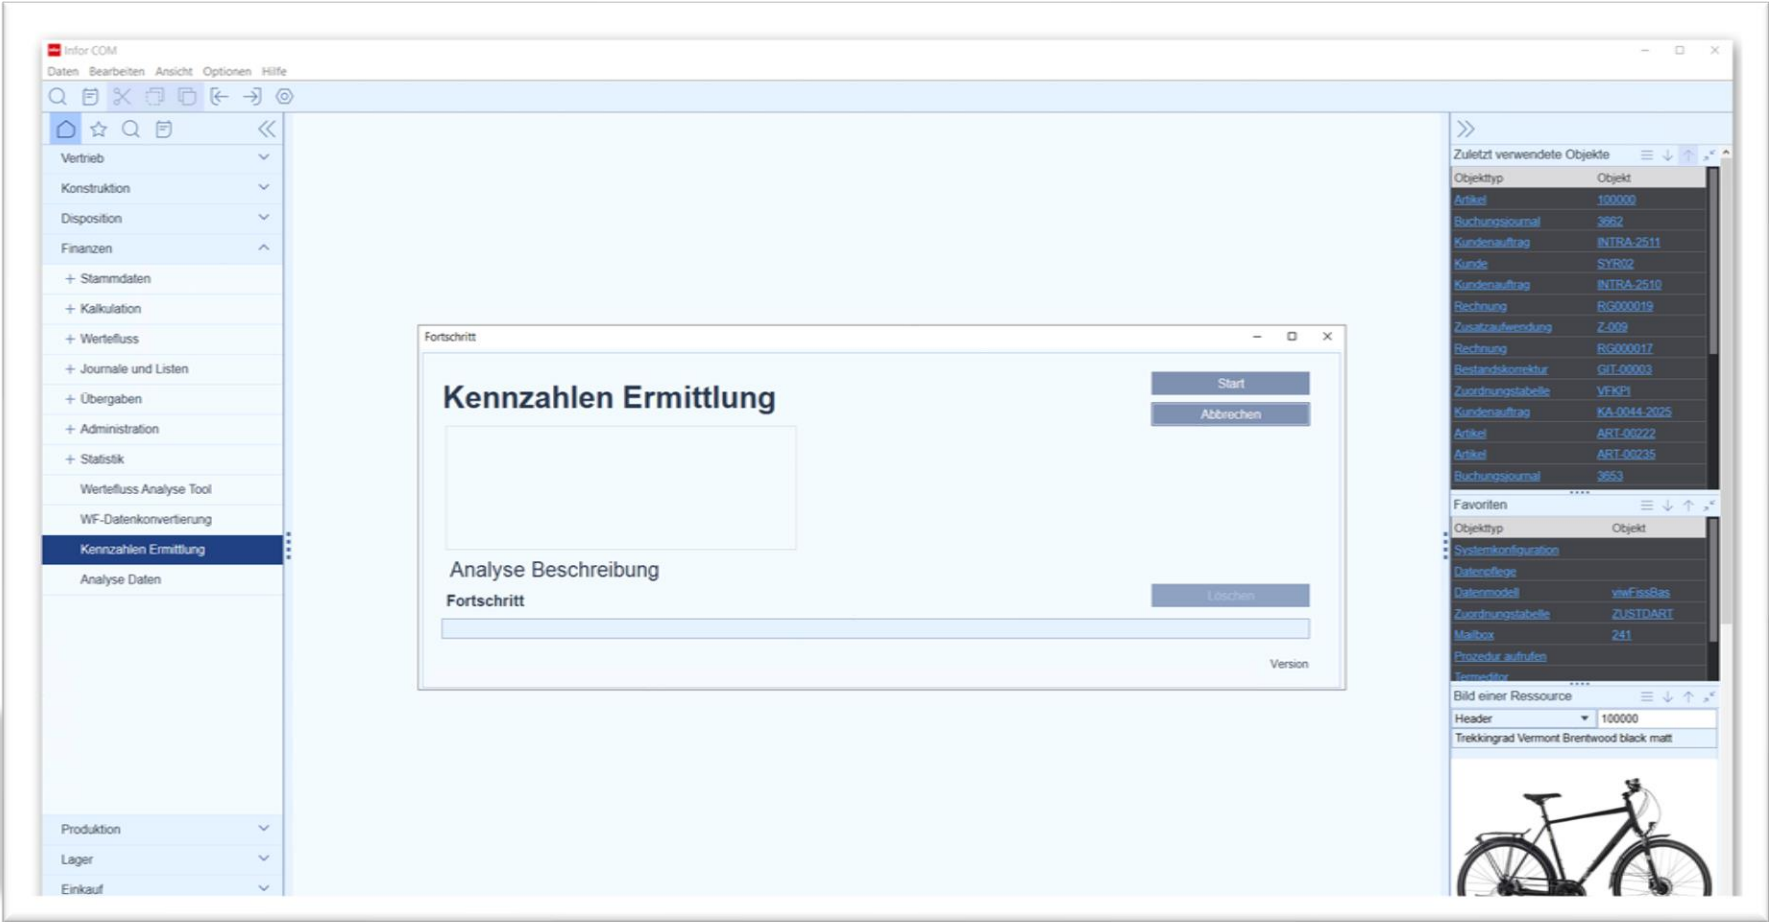 Infor COM
Daten Bearbeiten Ansicht Optionen Hilfe
Vertrieb
Konstruktion
Disposition
Finanzen
+ Stammdaten
+ Kalkulation
+ Wertefluss
+ Journale und Listen
+ Übergaben
+ Administration
+ Statistik
Wertefluss Analyse Tool
WF-Datenkonvertierung
Kennzahlen Ermittlung
Analyse Daten
Produktion
Lager
Einkauf
Fortschritt
Kennzahlen Ermittlung
Start
Abbrechen
Analyse Beschreibung
Löschen
Fortschritt
Version
Zuletzt verwendete Objekte
Objekttyp Objekt
Artikel 100000
Buchungsjournal 3662
Kundenauftrag INTRA-2511
Kunde SYR02
Kundenauftrag INTRA-2510
Rechnung RG000019
Zusatzaufwendung Z-009
Rechnung RG000017
Bestandskorrektur GIT-00003
Zuordnungstabelle VFKPI
Kundenauftrag KA-0044-2025
Artikel ART-00222
Artikel ART-00235
Buchungsjournal 3653
Favoriten
Objekttyp Objekt
Systemkonfiguration
Datenpflege
Datenmodell viwFissBas
Zuordnungstabelle ZUSTDART
Mailbox 241
Prozedur aufrufen
Termeditor
Bild einer Ressource
Header 100000
Trekkingrad Vermont Brentwood black matt